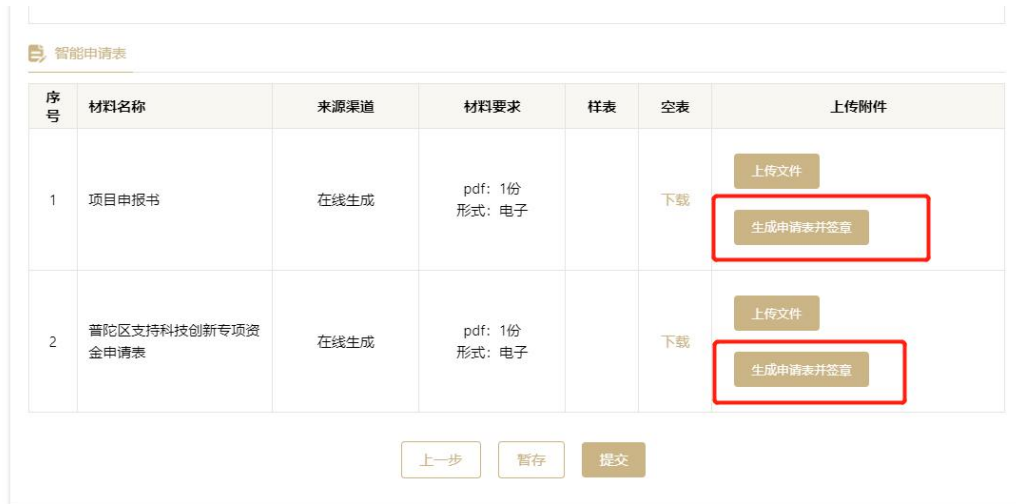 智能申请表
序号 材料名称 来源渠道 材料要求 样表 空表 上传附件
1 项目申报书 在线生成 pdf：1份 下载 上传文件
形式：电子
生成申请表并签章
2 普陀区支持科技创新专项资 在线生成 pdf：1份 下载 上传文件
金申请表 形式：电子
生成申请表并签章
上一步 暂存 提交